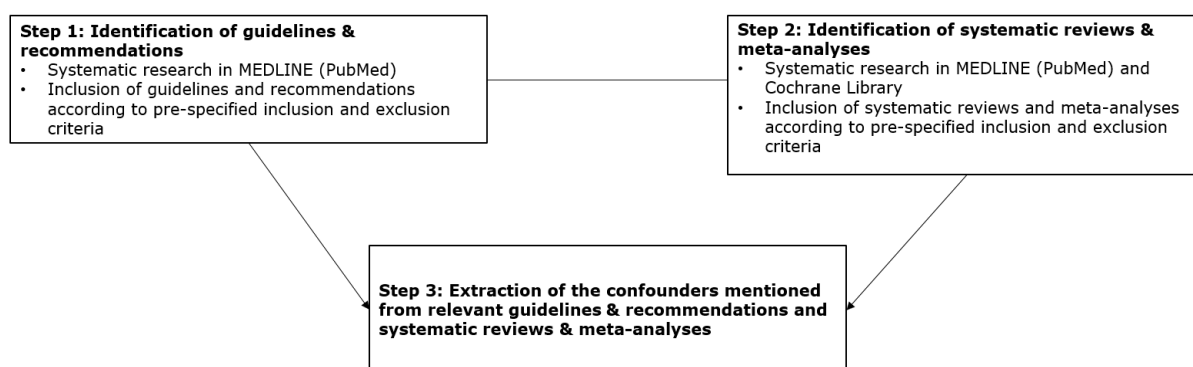 Step 1: Identification of guidelines &
recommendations
• Systematic research in MEDLINE (PubMed)
• Inclusion of guidelines and recommendations
according to pre-specified inclusion and exclusion
criteria
Step 2: Identification of systematic reviews &
meta-analyses
• Systematic research in MEDLINE (PubMed) and
Cochrane Library
• Inclusion of systematic reviews and meta-analyses
according to pre-specified inclusion and exclusion
criteria
Step 3: Extraction of the confounders mentioned
from relevant guidelines & recommendations and
systematic reviews & meta-analyses